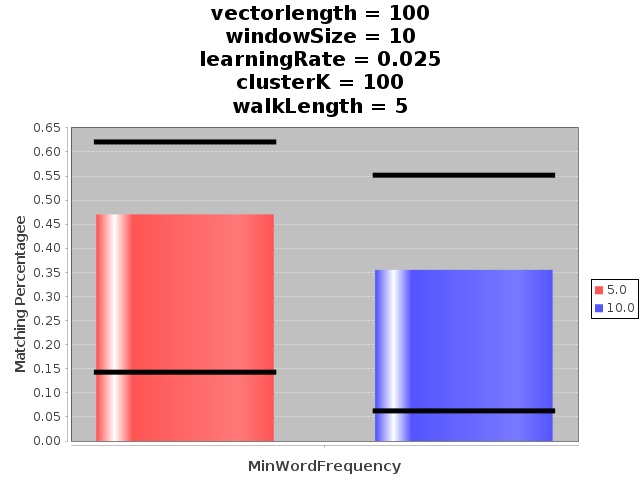 vectorlength = 100
windowSize = 10
learningRate = 0.025
clusterK = 100
walkLength = 5
0.65
0.60
0.55
0.50
0.45
0.40
0.35
0.30
0.25
0.20
0.15
0.10
0.05
0.00
Matching Percentagee
MinWordFrequency
5.0
10.0